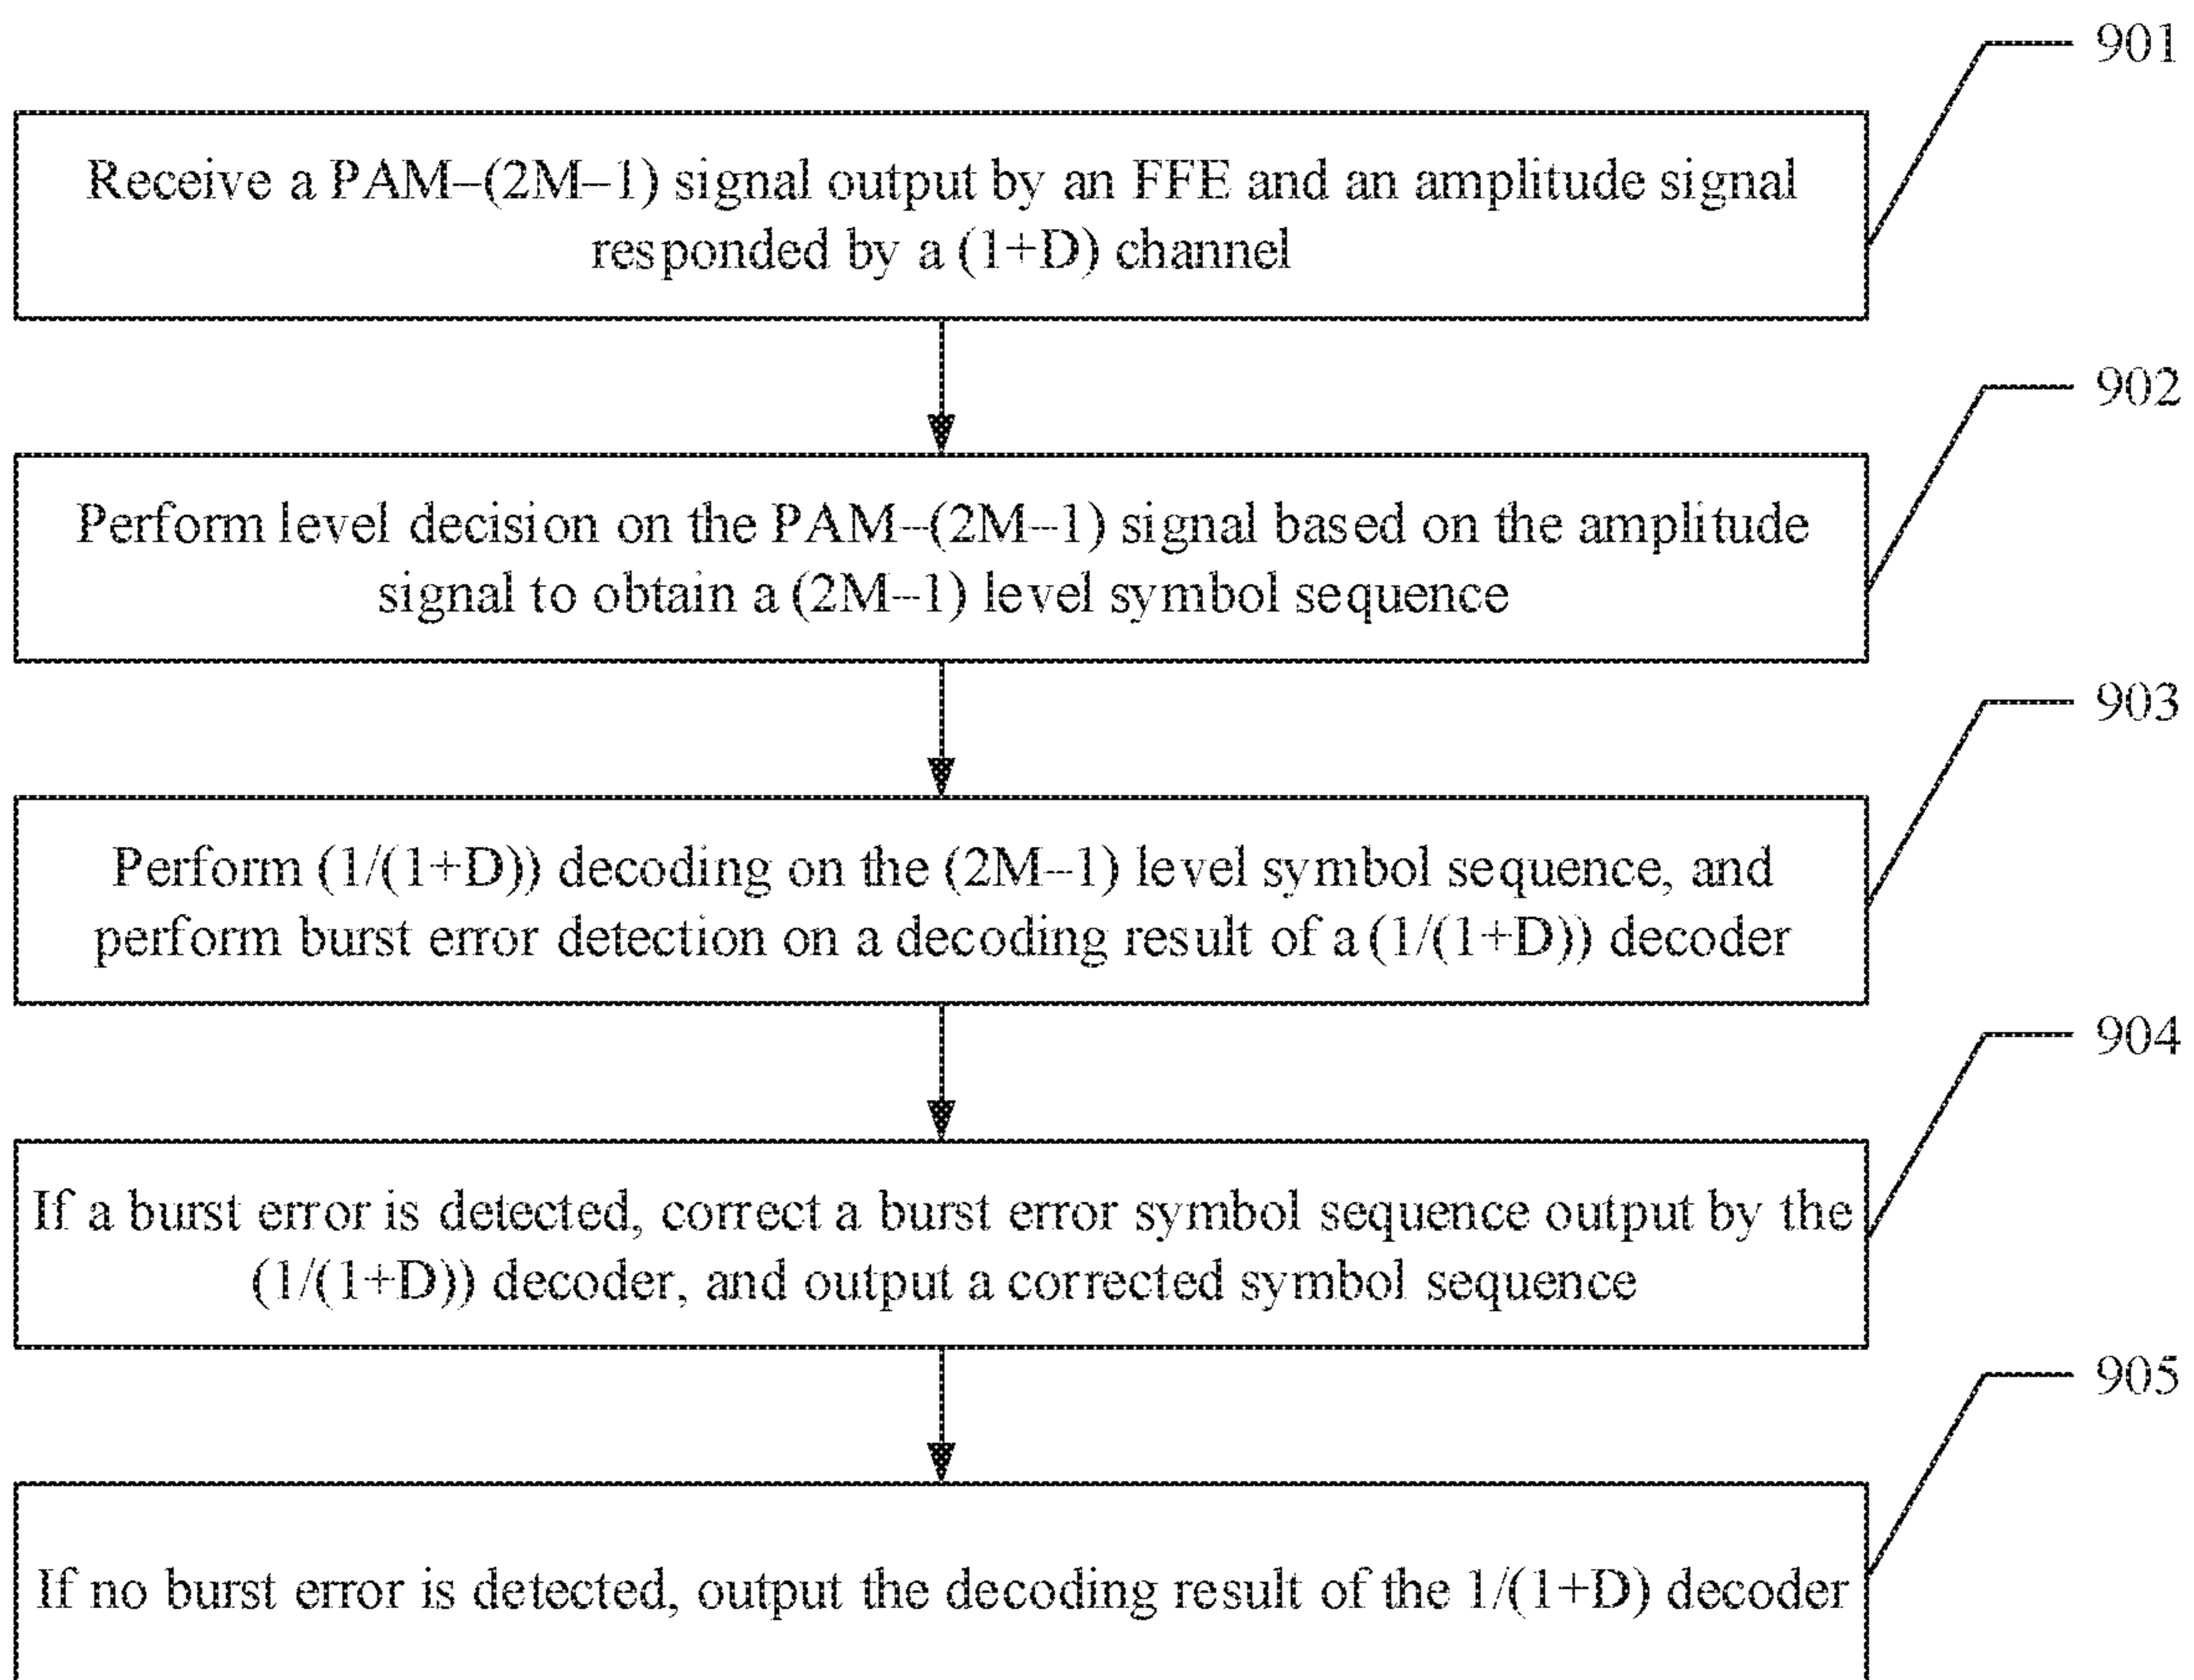 901
Receive a PAM–(2M–1) signal output by an FFE and an amplitude signal
responded by a (1+D) channel
902
Perform level decision on the PAM–(2M–1) signal based on the amplitude
signal to obtain a (2M–1) level symbol sequence
903
Perform (1/(1+D)) decoding on the (2M–1) level symbol sequence, and
perform burst error detection on a decoding result of a (1/(1+D)) decoder
904
If a burst error is detected, correct a burst error symbol sequence output by the
(1/(1+D)) decoder, and output a corrected symbol sequence
905
If no burst error is detected, output the decoding result of the 1/(1+D) decoder